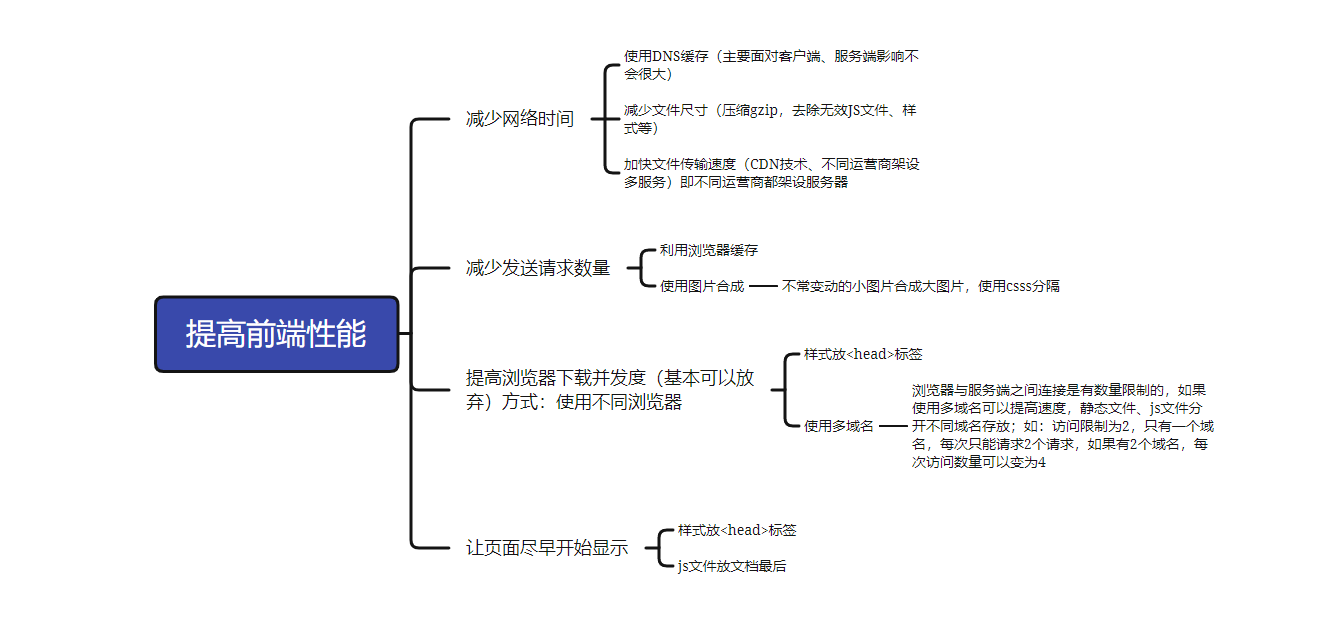 提高前端性能
减少网络时间
使用DNS缓存（主要面对客户端、服务端影响不
会很大）
减少文件尺寸（压缩gzip，去除无效JS文件、样
式等）
加快文件传输速度（CDN技术、不同运营商架设
多服务）即不同运营商都架设服务器
减少发送请求数量
利用浏览器缓存
使用图片合成
不常变动的小图片合成大图片，使用csss分隔
提高浏览器下载并发度（基本可以放
弃）方式：使用不同浏览器
样式放<head>标签
使用多域名
浏览器与服务端之间连接是有数量限制的，如果
使用多域名可以提高速度，静态文件、js文件分
开不同域名存放；如：访问限制为2，只有一个域
名，每次只能请求2个请求，如果有2个域名，每
次访问数量可以变为4
让页面尽早开始显示
样式放<head>标签
js文件放文档最后